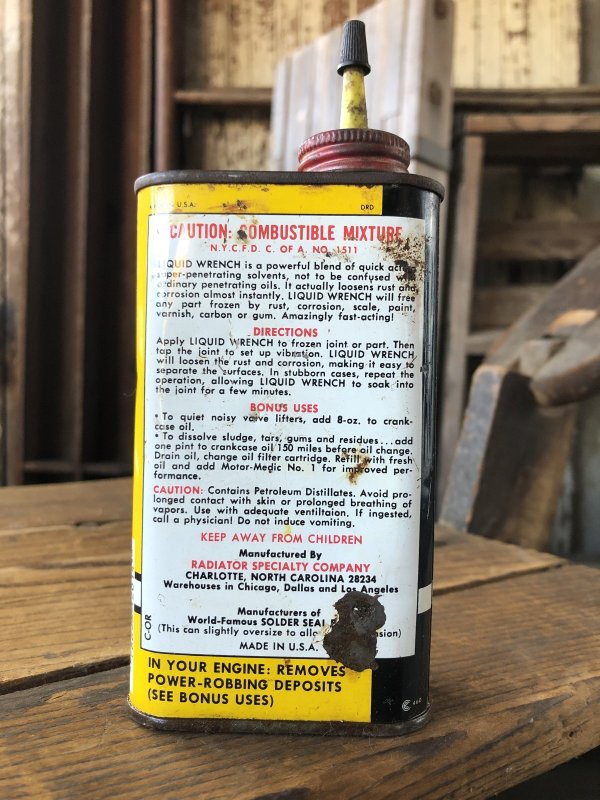 U.S.A.
DRD
CAUTION: COMBUSTIBLE MIXTURE
N.Y.C.F.D. C. OF A. NO. 1511
LIQUID WRENCH is a powerful blend of quick
super-penetrating solvents, not to be confused with
ordinary penetrating oils. It actually loosens rust and
corrosion almost instantly. LIQUID WRENCH will free
any part frozen by rust, corrosion, scale, paint,
varnish, carbon or gum. Amazingly fast-acting!
DIRECTIONS
Apply LIQUID WRENCH to frozen joint or part. Then
tap the joint to set up vibration. LIQUID WRENCH
will loosen the rust and corrosion, making it easy to
separate the surfaces. In stubborn cases, repeat the
operation, allowing LIQUID WRENCH to soak into
the joint for a few minutes.
BONUS USES
• To quiet noisy valve lifters, add 8-oz. to crank-
case oil.
• To dissolve sludge, tars, gums and residues...add
one pint to crankcase oil 150 miles before oil change.
Drain oil, change oil filter cartridge. Refill with fresh
oil and add Motor-Medic No. 1 for improved per-
formance.
CAUTION: Contains Petroleum Distillates. Avoid pro-
longed contact with skin or prolonged breathing of
vapors. Use with adequate ventiltaion. If ingested,
call a physician! Do not induce vomiting.
KEEP AWAY FROM CHILDREN
Manufactured By
RADIATOR SPECIALTY COMPANY
CHARLOTTE, NORTH CAROLINA 28234
Warehouses in Chicago, Dallas and Los Angeles
Manufacturers of
World-Famous SOLDER SEAL
(This can slightly oversize to
MADE IN U.S.A.
C-OR
IN YOUR ENGINE: REMOVES
POWER-ROBBING DEPOSITS
(SEE BONUS USES)